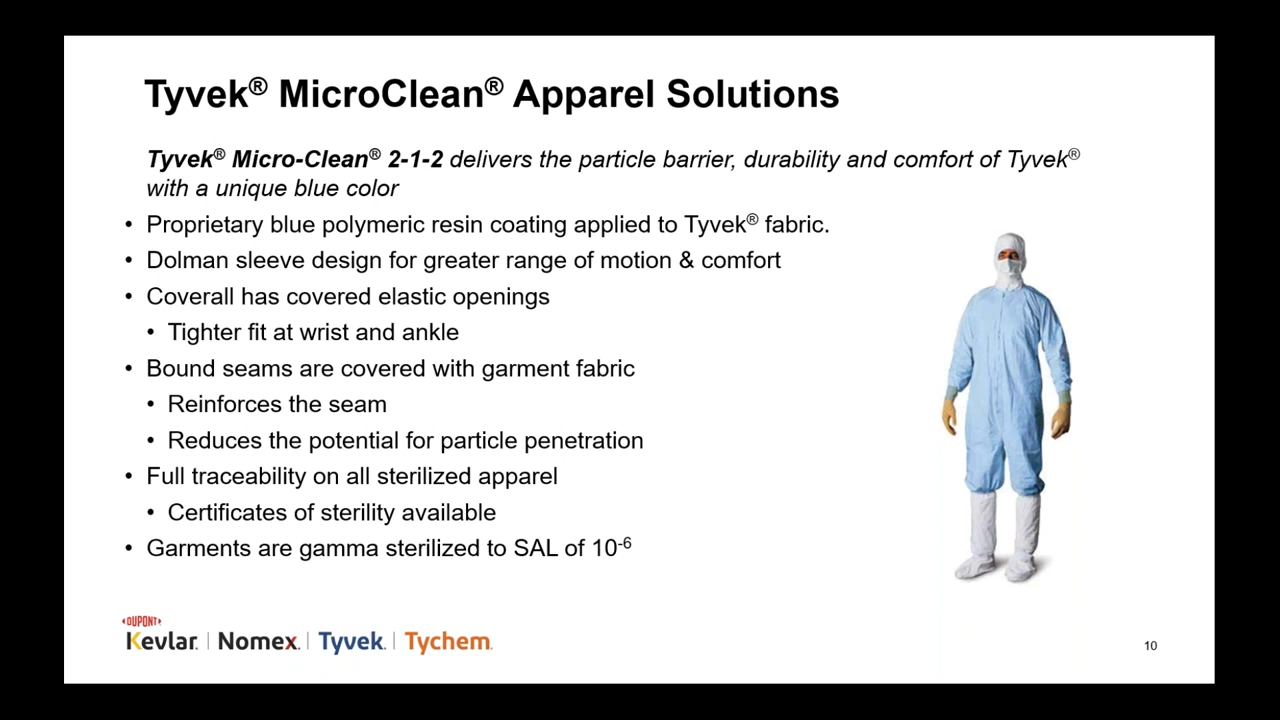 Tyvek® MicroClean® Apparel Solutions
Tyvek® Micro-Clean® 2-1-2 delivers the particle barrier, durability and comfort of Tyvek®
with a unique blue color
• Proprietary blue polymeric resin coating applied to Tyvek® fabric.
• Dolman sleeve design for greater range of motion & comfort
• Coverall has covered elastic openings
• Tighter fit at wrist and ankle
• Bound seams are covered with garment fabric
• Reinforces the seam
• Reduces the potential for particle penetration
• Full traceability on all sterilized apparel
• Certificates of sterility available
• Garments are gamma sterilized to SAL of 10⁻⁶
DUPONT
Kevlar. | Nomex. | Tyvek. | Tychem.
10